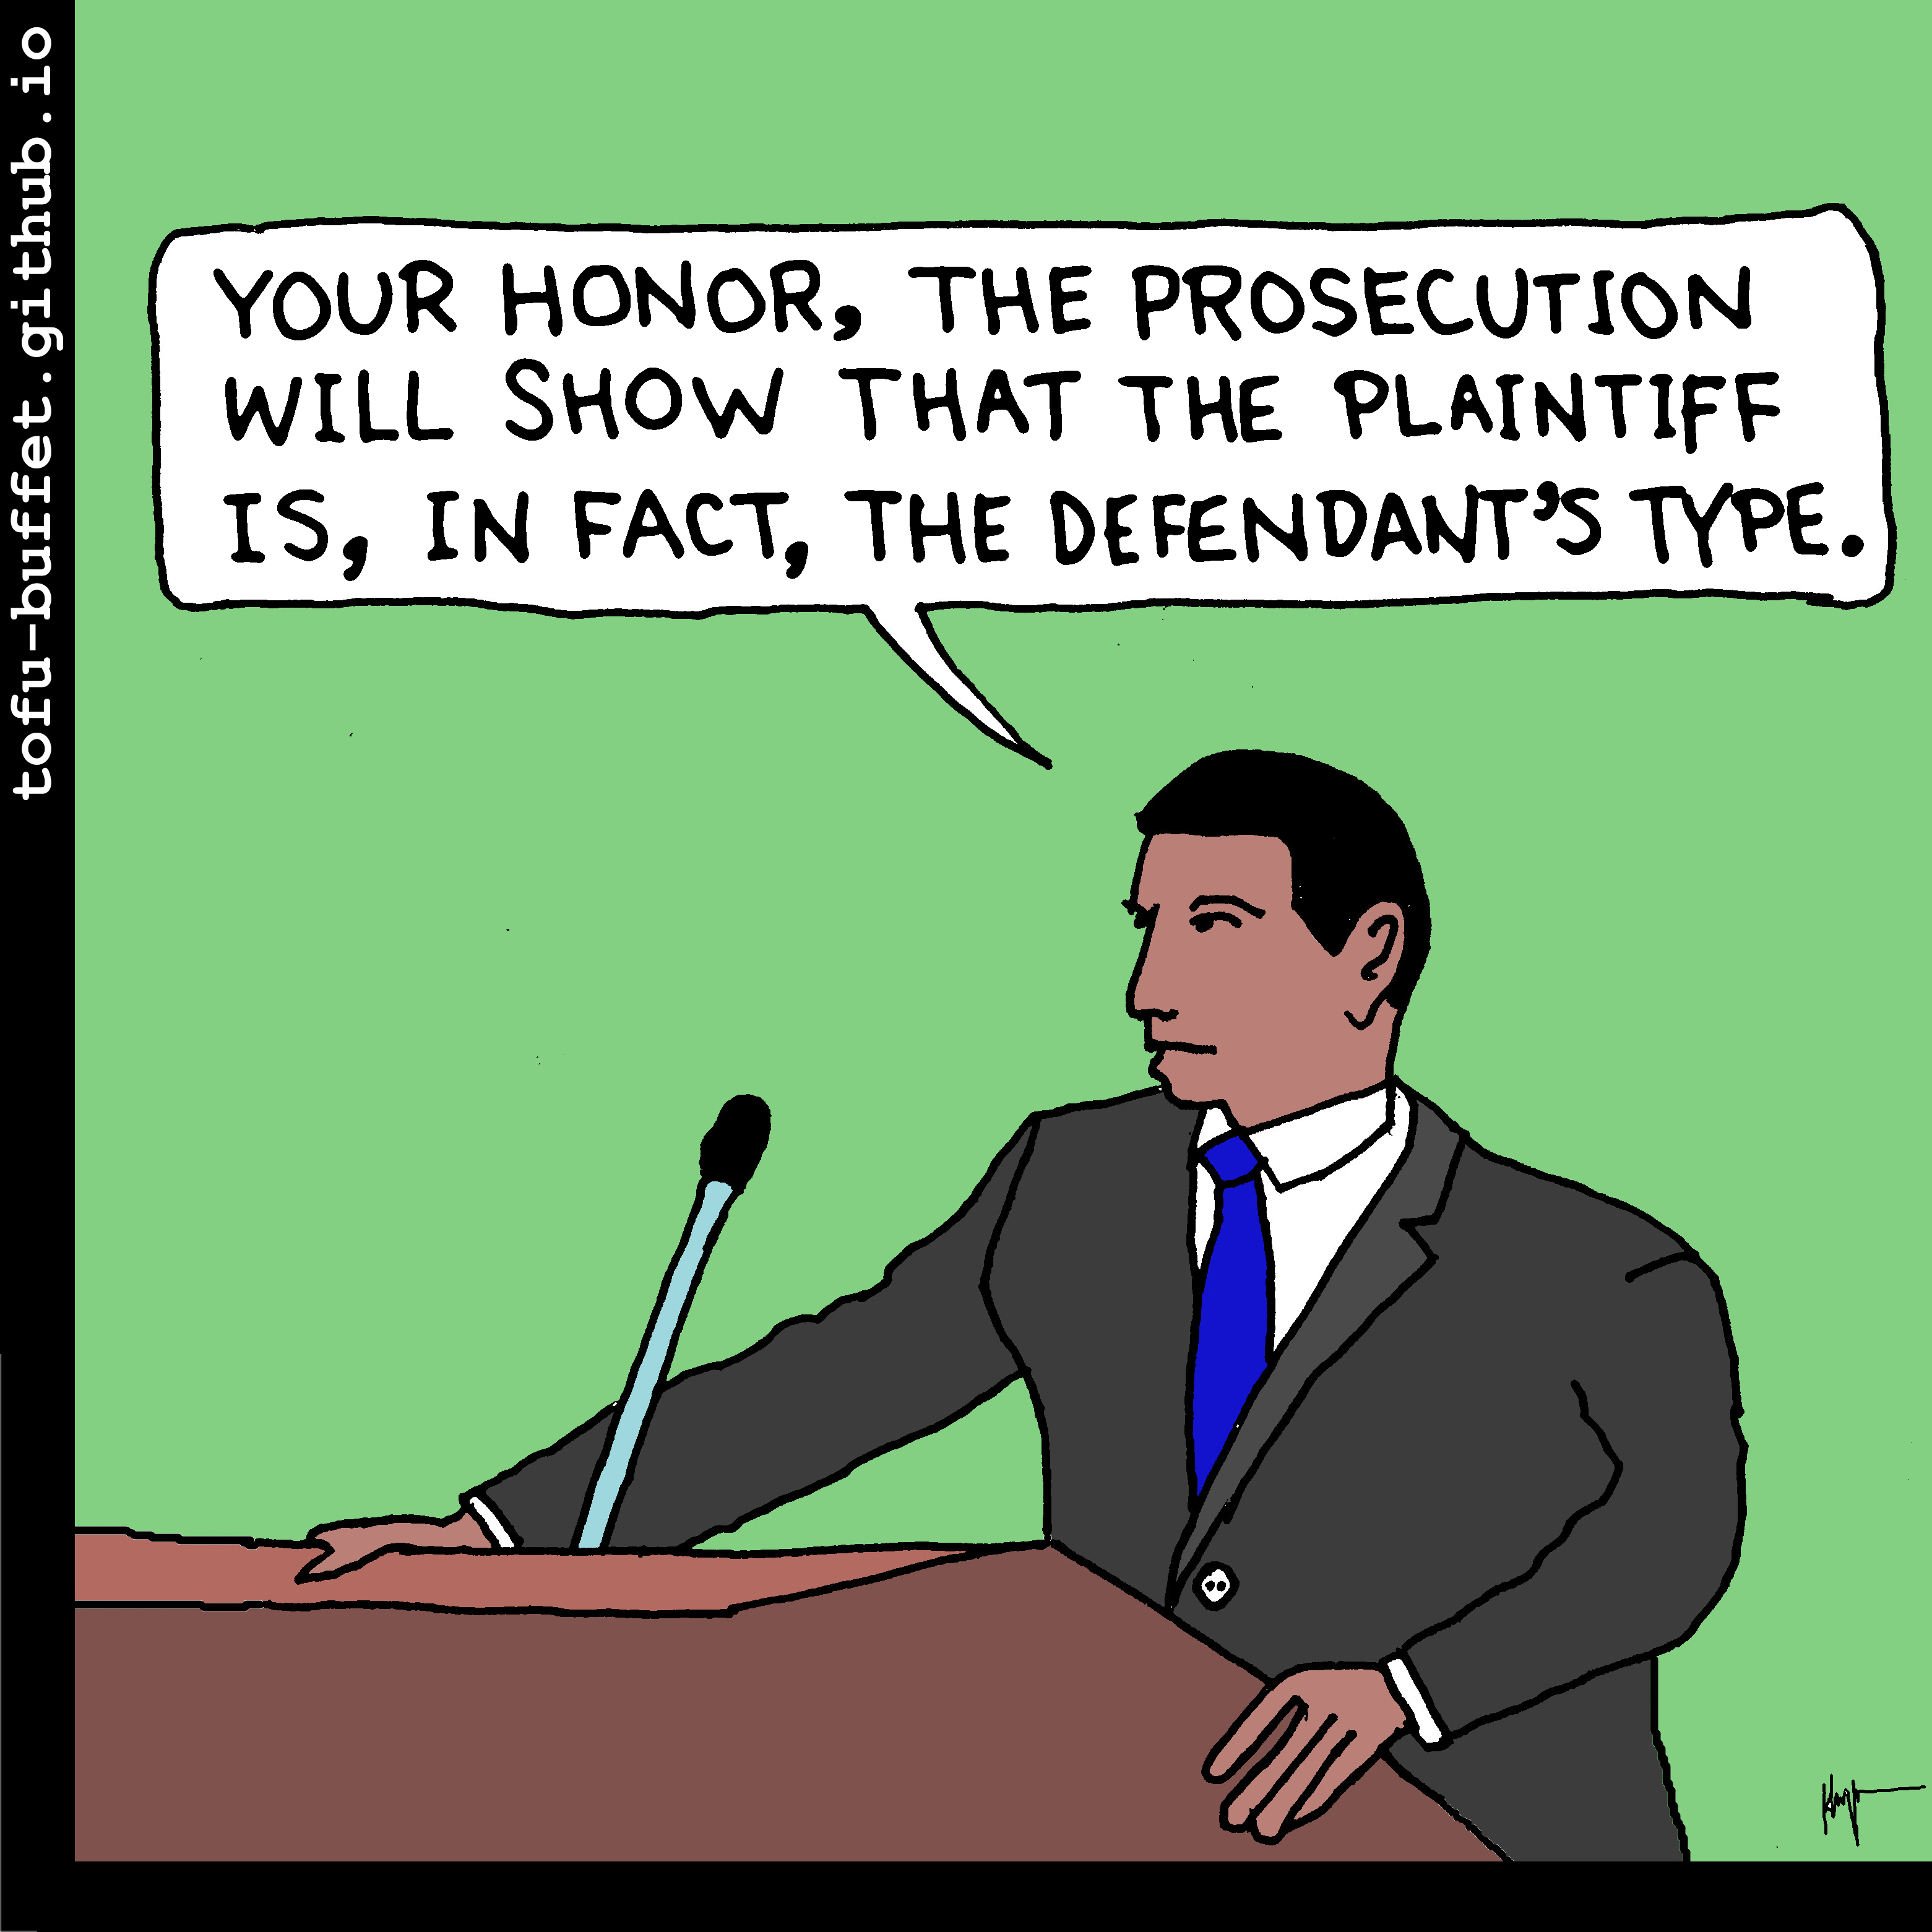 YOUR HONOR, THE PROSECUTION
WILL SHOW THAT THE PLAINTIFF
IS, IN FACT, THE DEFENDANT'S TYPE.
tofu-buffet.github.io